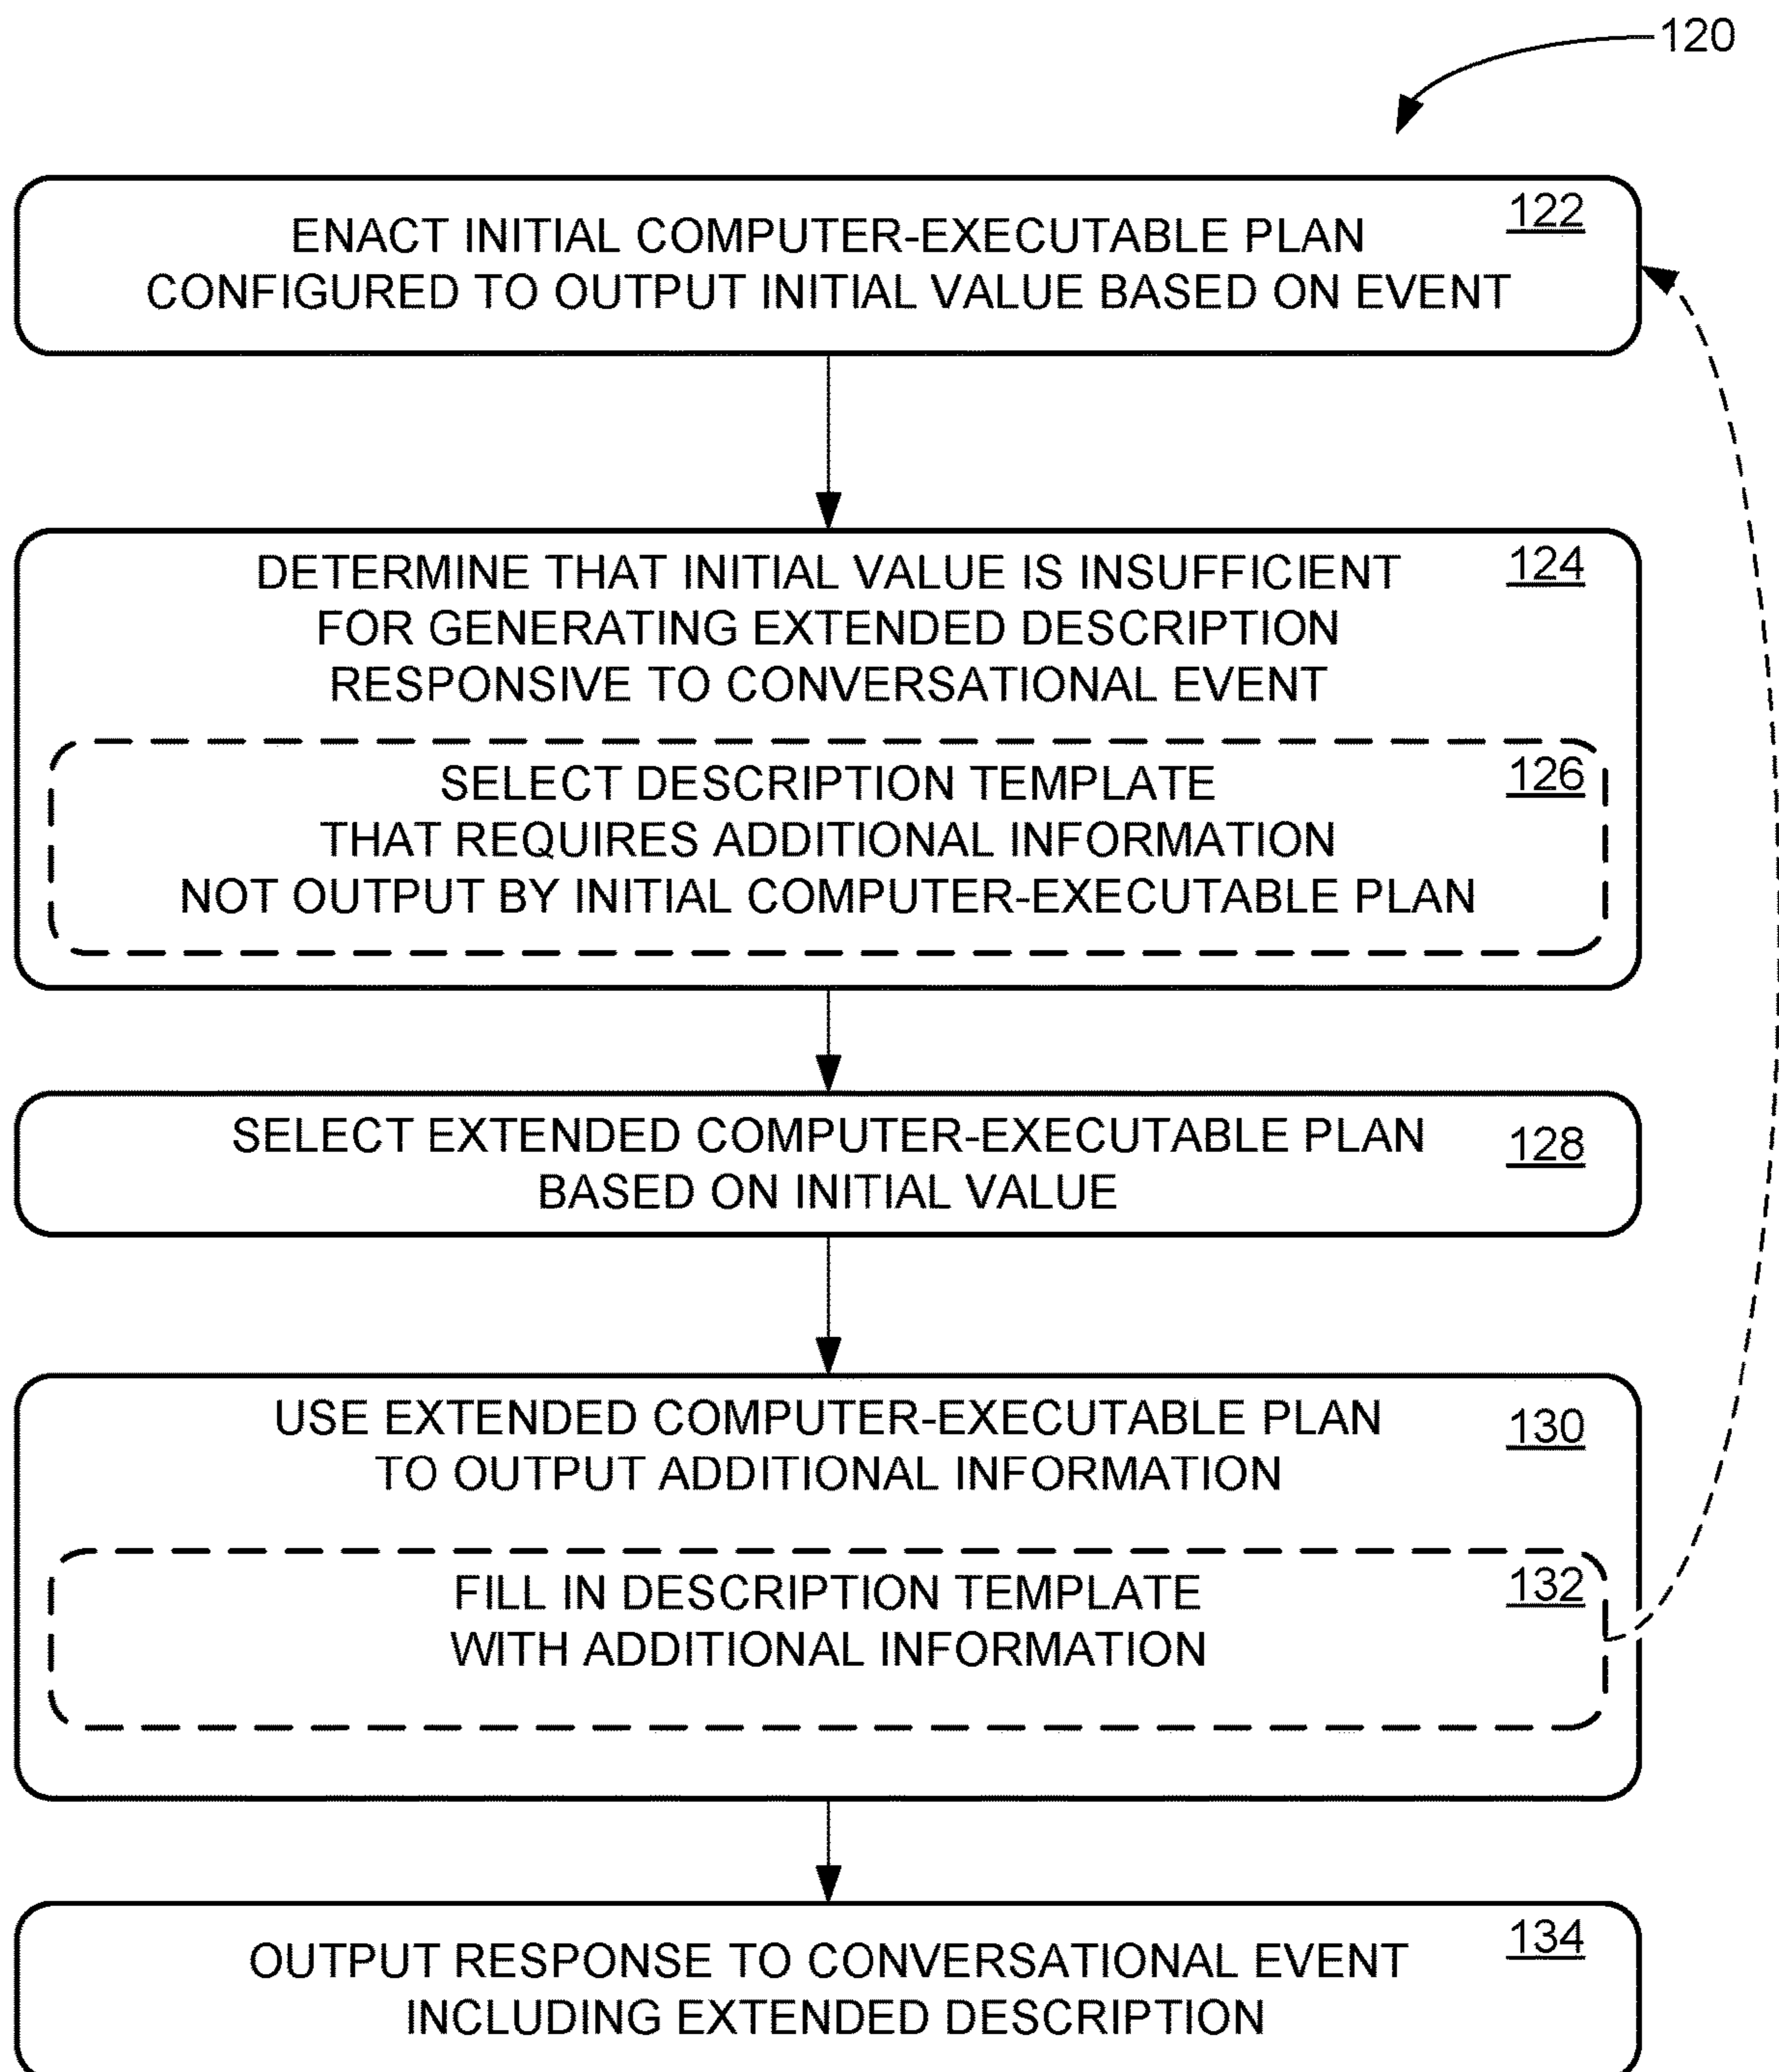 120
122
ENACT INITIAL COMPUTER-EXECUTABLE PLAN
CONFIGURED TO OUTPUT INITIAL VALUE BASED ON EVENT
124
DETERMINE THAT INITIAL VALUE IS INSUFFICIENT
FOR GENERATING EXTENDED DESCRIPTION
RESPONSIVE TO CONVERSATIONAL EVENT
126
SELECT DESCRIPTION TEMPLATE
THAT REQUIRES ADDITIONAL INFORMATION
NOT OUTPUT BY INITIAL COMPUTER-EXECUTABLE PLAN
128
SELECT EXTENDED COMPUTER-EXECUTABLE PLAN
BASED ON INITIAL VALUE
130
USE EXTENDED COMPUTER-EXECUTABLE PLAN
TO OUTPUT ADDITIONAL INFORMATION
132
FILL IN DESCRIPTION TEMPLATE
WITH ADDITIONAL INFORMATION
134
OUTPUT RESPONSE TO CONVERSATIONAL EVENT
INCLUDING EXTENDED DESCRIPTION